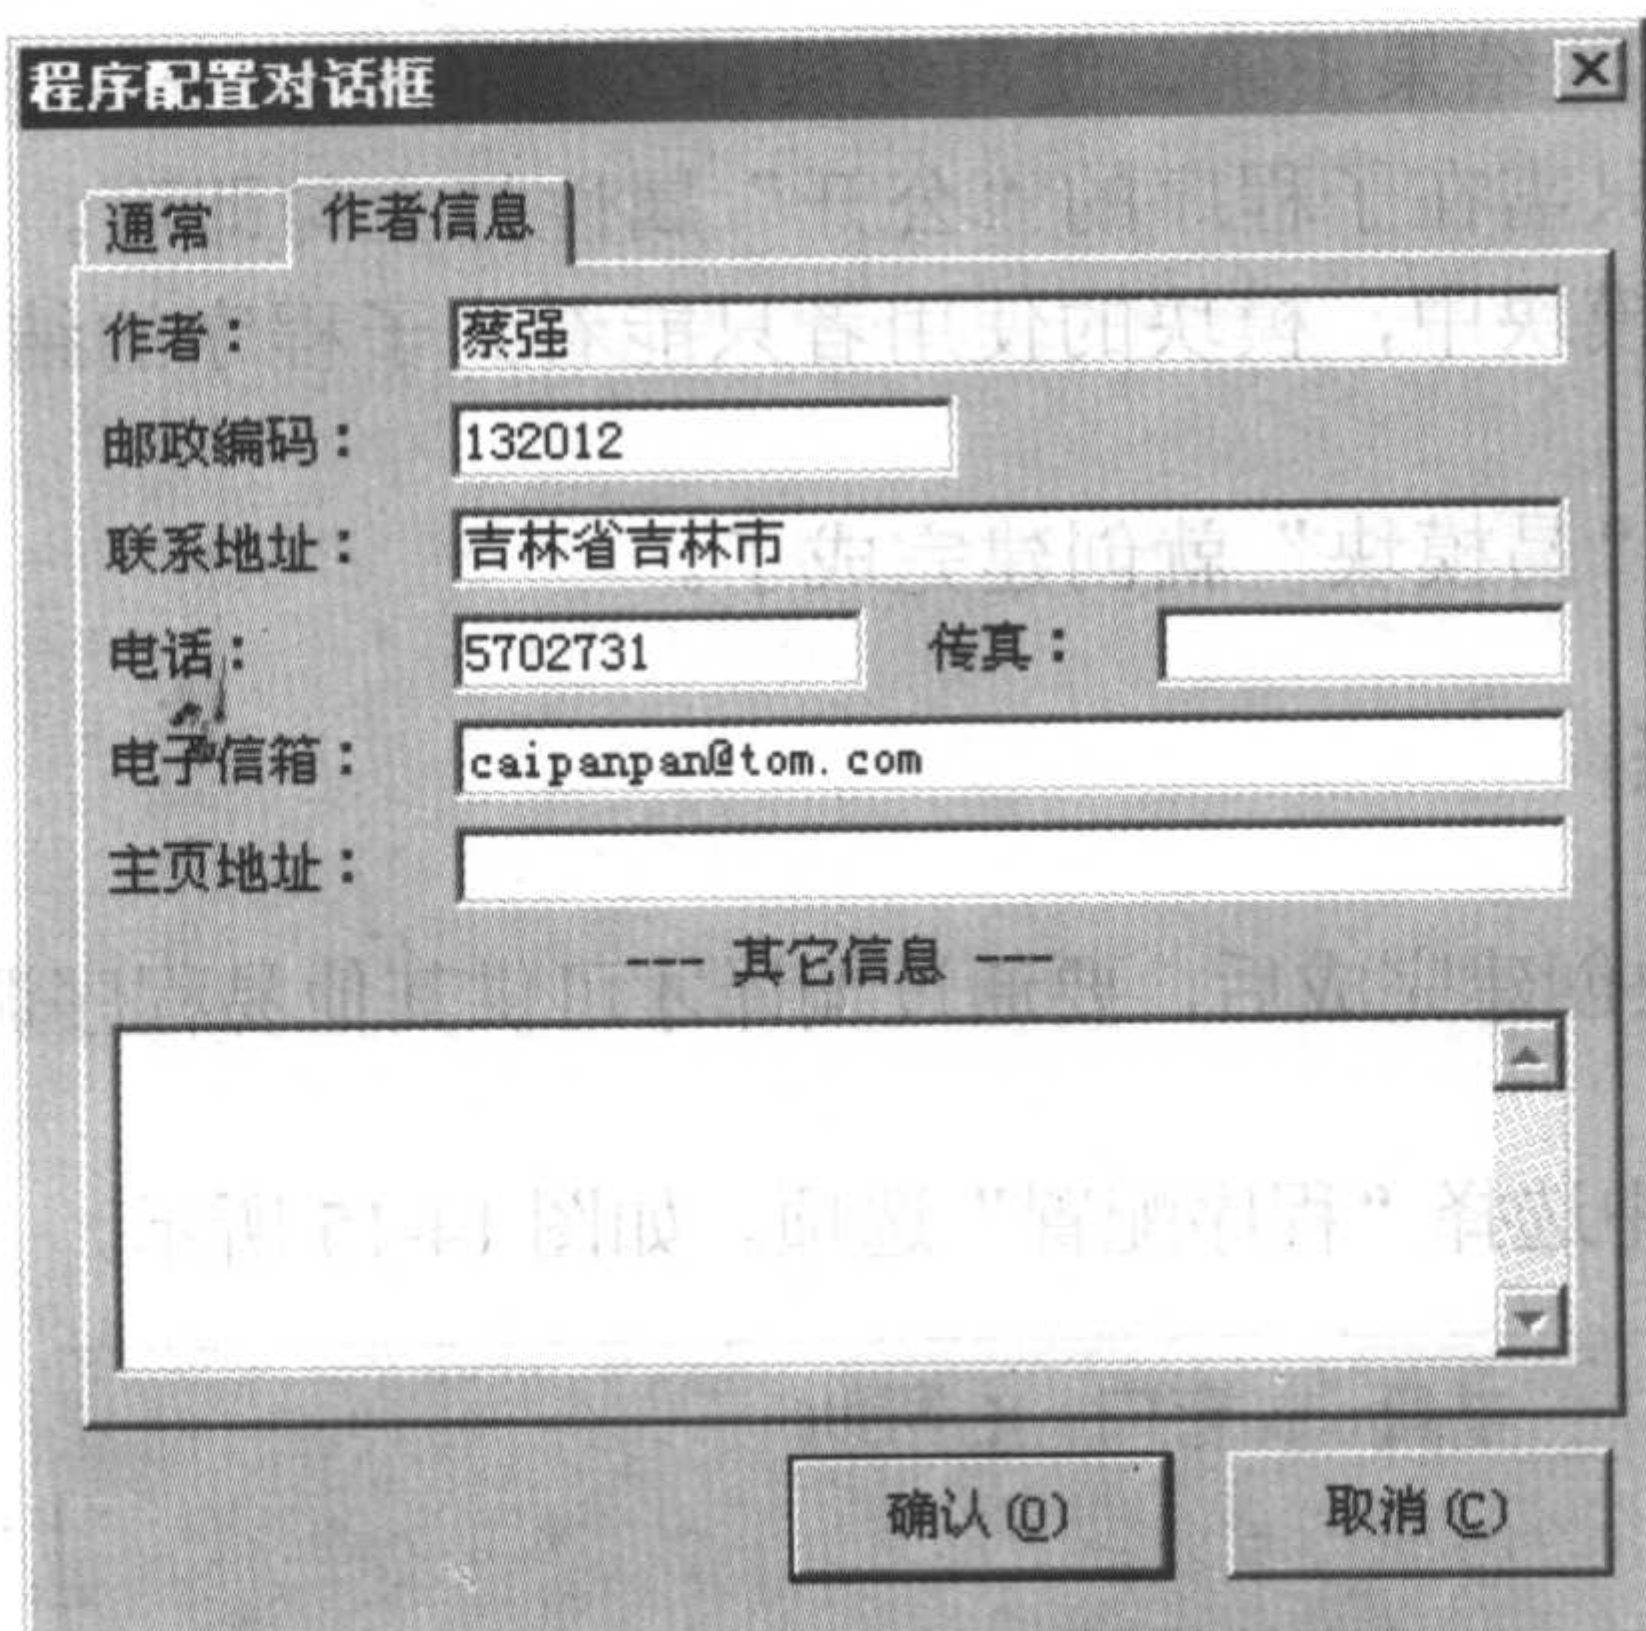 程序配置对话框
通常 作者信息
作者： 蔡强
邮政编码： 132012
联系地址： 吉林省吉林市
电话： 5702731 传真：
电子信箱： caipanpan@tom.com
主页地址：
--- 其它信息 ---
确认(O) 取消(C)